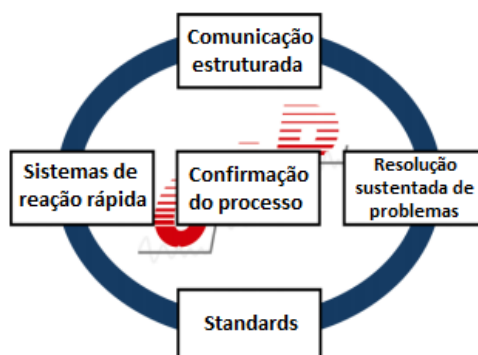 Comunicação
estruturada
Sistemas de
reação rápida
Confirmação
do processo
Resolução
sustentada de
problemas
Standards